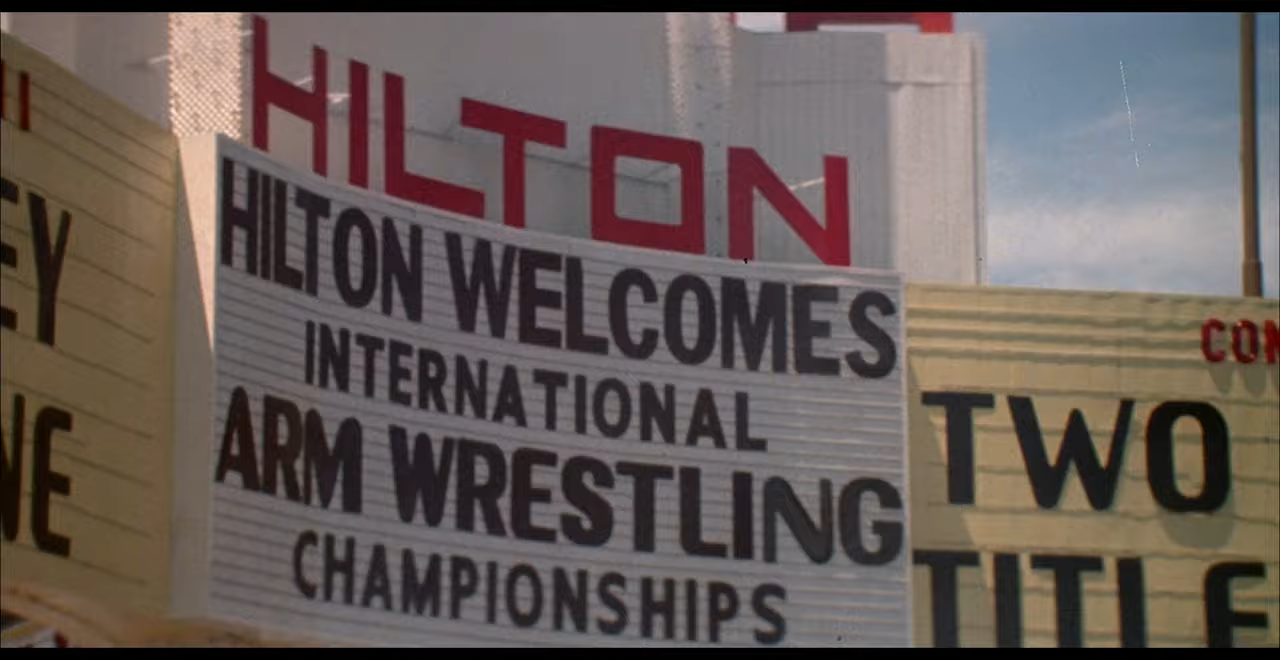 HILTON
HILTON WELCOMES
INTERNATIONAL
ARM WRESTLING
CHAMPIONSHIPS
TWO